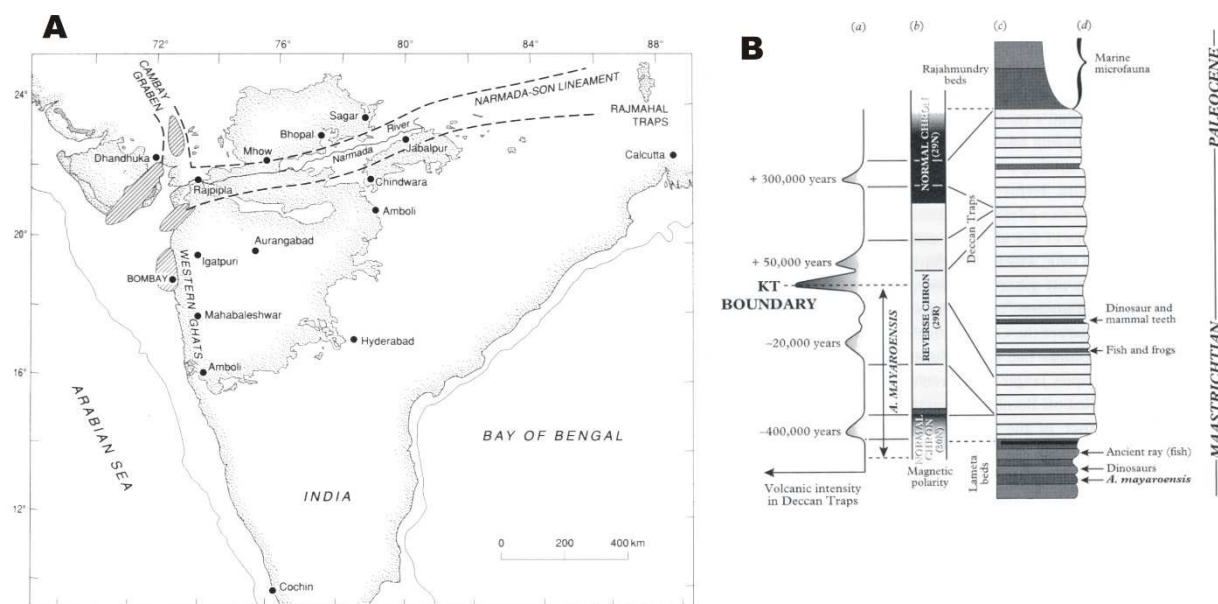 A
72
76
80
84
88°
24°
20°
16°
12°
CAMBAY
GRABEN
NARMADA-SON LINEAMENT
RAJMAHAL
TRAPS
Sagar
Bhopal
River
Narmada
Mhow
Jabalpur
Dhandhuka
Rajpipla
Chindwara
Calcutta
Amboli
Aurangabad
Igatpuri
BOMBAY
WESTERN GHATS
Mahabaleshwar
Hyderabad
Amboli
ARABIAN SEA
BAY OF BENGAL
INDIA
0 200 400 km
Cochin
B
(a)
(b)
(c)
(d)
Rajahmundry
beds
Marine
microfauna
NORMAL CHRON
(29N)
+ 300,000 years
Deccan Traps
+ 50,000 years
KT
BOUNDARY
REVERSE CHRON
(29R)
A. MAYAROENSIS
–20,000 years
–400,000 years
NORMAL
CHRON
(30N)
Magnetic
polarity
Volcanic intensity
in Deccan Traps
Lameta
beds
Dinosaur and
mammal teeth
Fish and frogs
Ancient ray (fish)
Dinosaurs
A. mayaroensis
PALEOCENE
MAASTRICHTIAN